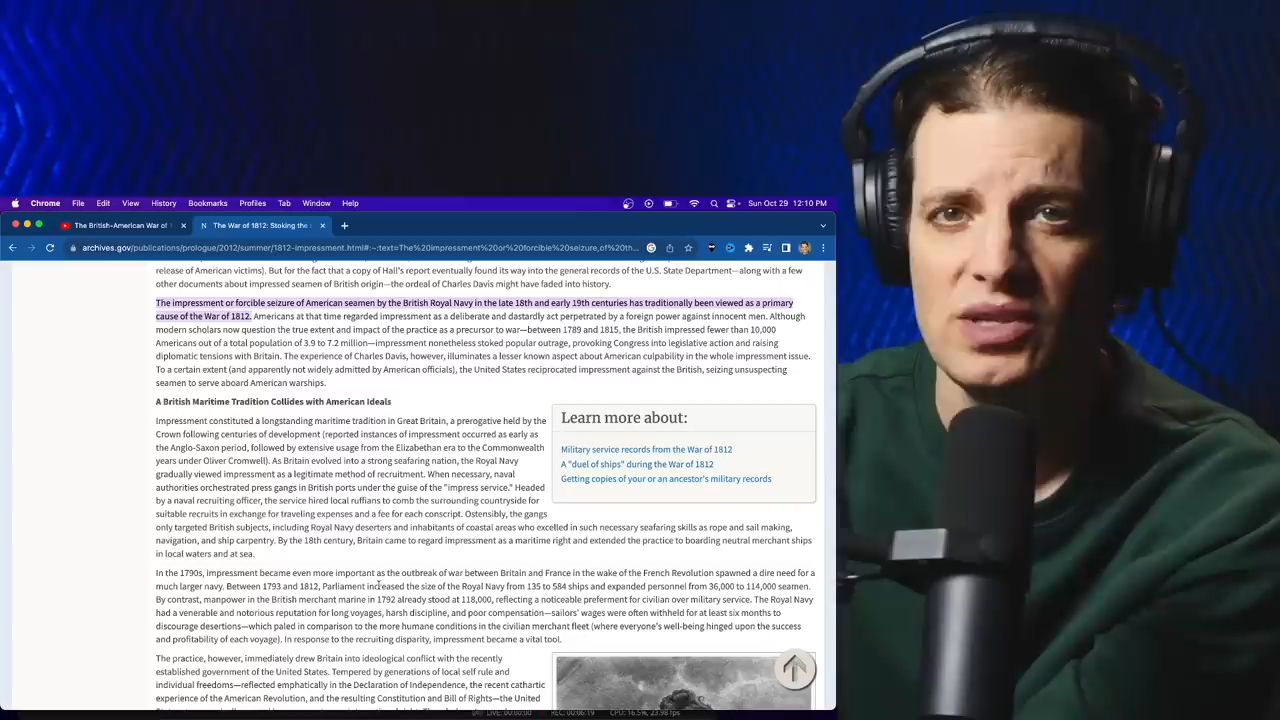 Chrome File Edit View History Bookmarks Profiles Tab Window Help Sun Oct 29 12:10 PM
The British-American War of The War of 1812: Stoking the
archives.gov/publications/prologue/2012/summer/1812-impressment.html#:~:text=The%20impressment%20or%20forcible%20seizure,of%20th...
release of American victims). But for the fact that a copy of Hall's report eventually found its way into the general records of the U.S. State Department—along with a few
other documents about impressed seamen of British origin—the ordeal of Charles Davis might have faded into history.
The impressment or forcible seizure of American seamen by the British Royal Navy in the late 18th and early 19th centuries has traditionally been viewed as a primary
cause of the War of 1812. Americans at that time regarded impressment as a deliberate and dastardly act perpetrated by a foreign power against innocent men. Although
modern scholars now question the true extent and impact of the practice as a precursor to war—between 1789 and 1815, the British impressed fewer than 10,000
Americans out of a total population of 3.9 to 7.2 million—impressment nonetheless stoked popular outrage, provoking Congress into legislative action and raising
diplomatic tensions with Britain. The experience of Charles Davis, however, illuminates a lesser known aspect about American culpability in the whole impressment issue.
To a certain extent (and apparently not widely admitted by American officials), the United States reciprocated impressment against the British, seizing unsuspecting
seamen to serve aboard American warships.
A British Maritime Tradition Collides with American Ideals
Impressment constituted a longstanding maritime tradition in Great Britain, a prerogative held by the
Crown following centuries of development (reported instances of impressment occurred as early as
the Anglo-Saxon period, followed by extensive usage from the Elizabethan era to the Commonwealth
years under Oliver Cromwell). As Britain evolved into a strong seafaring nation, the Royal Navy
gradually viewed impressment as a legitimate method of recruitment. When necessary, naval
authorities orchestrated press gangs in British ports under the guise of the "impress service." Headed
by a naval recruiting officer, the service hired local ruffians to comb the surrounding countryside for
suitable recruits in exchange for traveling expenses and a fee for each conscript. Ostensibly, the gangs
only targeted British subjects, including Royal Navy deserters and inhabitants of coastal areas who excelled in such necessary seafaring skills as rope and sail making,
navigation, and ship carpentry. By the 18th century, Britain came to regard impressment as a maritime right and extended the practice to boarding neutral merchant ships
in local waters and at sea.
Learn more about:
Military service records from the War of 1812
A "duel of ships" during the War of 1812
Getting copies of your or an ancestor's military records
In the 1790s, impressment became even more important as the outbreak of war between Britain and France in the wake of the French Revolution spawned a dire need for a
much larger navy. Between 1793 and 1812, Parliament increased the size of the Royal Navy from 135 to 584 ships and expanded personnel from 36,000 to 114,000 seamen.
By contrast, manpower in the British merchant marine in 1792 already stood at 118,000, reflecting a noticeable preferment for civilian over military service. The Royal Navy
had a venerable and notorious reputation for long voyages, harsh discipline, and poor compensation—sailors' wages were often withheld for at least six months to
discourage desertions—which paled in comparison to the more humane conditions in the civilian merchant fleet (where everyone's well-being hinged upon the success
and profitability of each voyage). In response to the recruiting disparity, impressment became a vital tool.
The practice, however, immediately drew Britain into ideological conflict with the recently
established government of the United States. Tempered by generations of local self rule and
individual freedoms—reflected emphatically in the Declaration of Independence, the recent cathartic
experience of the American Revolution, and the resulting Constitution and Bill of Rights—the United
LIVE: 00:00:00 REC: 00:06:19 CPU: 16.5%, 23.98 fps